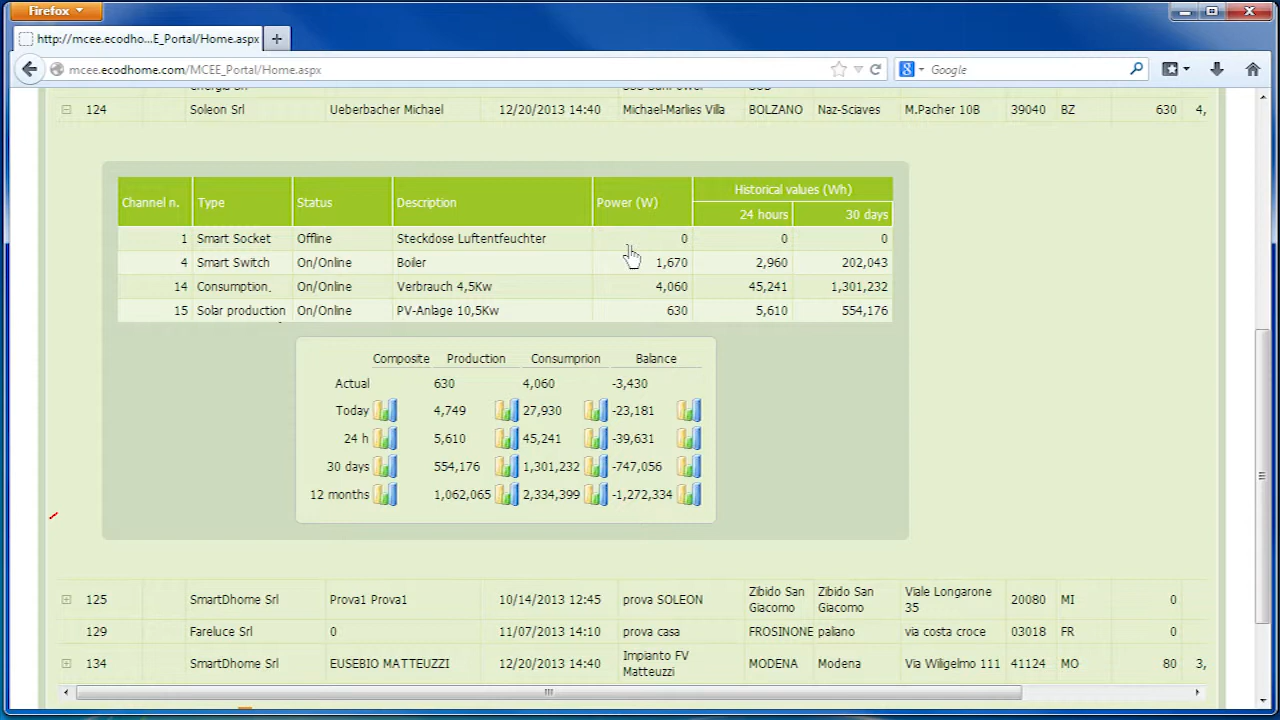 Firefox
http://mcee.ecodho...E_Portal/Home.aspx
mcee.ecodhome.com/MCEE_Portal/Home.aspx
Google
124 Soleon Srl Ueberbacher Michael 12/20/2013 14:40 Michael-Marlies Villa BOLZANO Naz-Sciaves M.Pacher 10B 39040 BZ 630 4,
Channel n. Type Status Description Power (W) Historical values (Wh)
24 hours 30 days
1 Smart Socket Offline Steckdose Luftentfeuchter 0 0 0
4 Smart Switch On/Online Boiler 1,670 2,960 202,043
14 Consumption. On/Online Verbrauch 4,5Kw 4,060 45,241 1,301,232
15 Solar production On/Online PV-Anlage 10,5Kw 630 5,610 554,176
Composite Production Consumprion Balance
Actual 630 4,060 -3,430
Today 4,749 27,930 -23,181
24 h 5,610 45,241 -39,631
30 days 554,176 1,301,232 -747,056
12 months 1,062,065 2,334,399 -1,272,334
125 SmartDhome Srl Prova1 Prova1 10/14/2013 12:45 prova SOLEON Zibido San Giacomo Zibido San Giacomo Viale Longarone 35 20080 MI 0
129 Fareluce Srl 0 11/07/2013 14:10 prova casa FROSINONE paliano via costa croce 03018 FR 0
134 SmartDhome Srl EUSEBIO MATTEUZZI 12/20/2013 14:40 Impianto FV Matteuzzi MODENA Modena Via Wiligelmo 111 41124 MO 80 3,